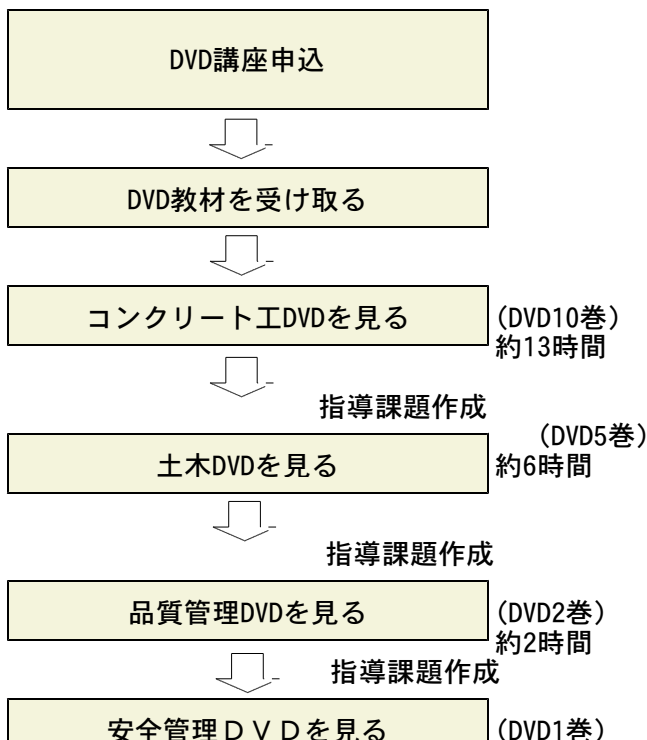 DVD講座申込
DVD教材を受け取る
コンクリート工DVDを見る
(DVD10巻)
約13時間
指導課題作成
(DVD5巻)
土木DVDを見る
約6時間
指導課題作成
品質管理DVDを見る
(DVD2巻)
約2時間
指導課題作成
安全管理ＤＶＤを見る
(DVD1巻)